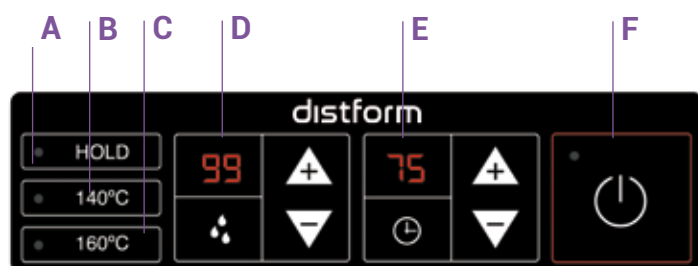 A B C D E F
distform
HOLD 99 + 75 +
140ºC
160ºC − −